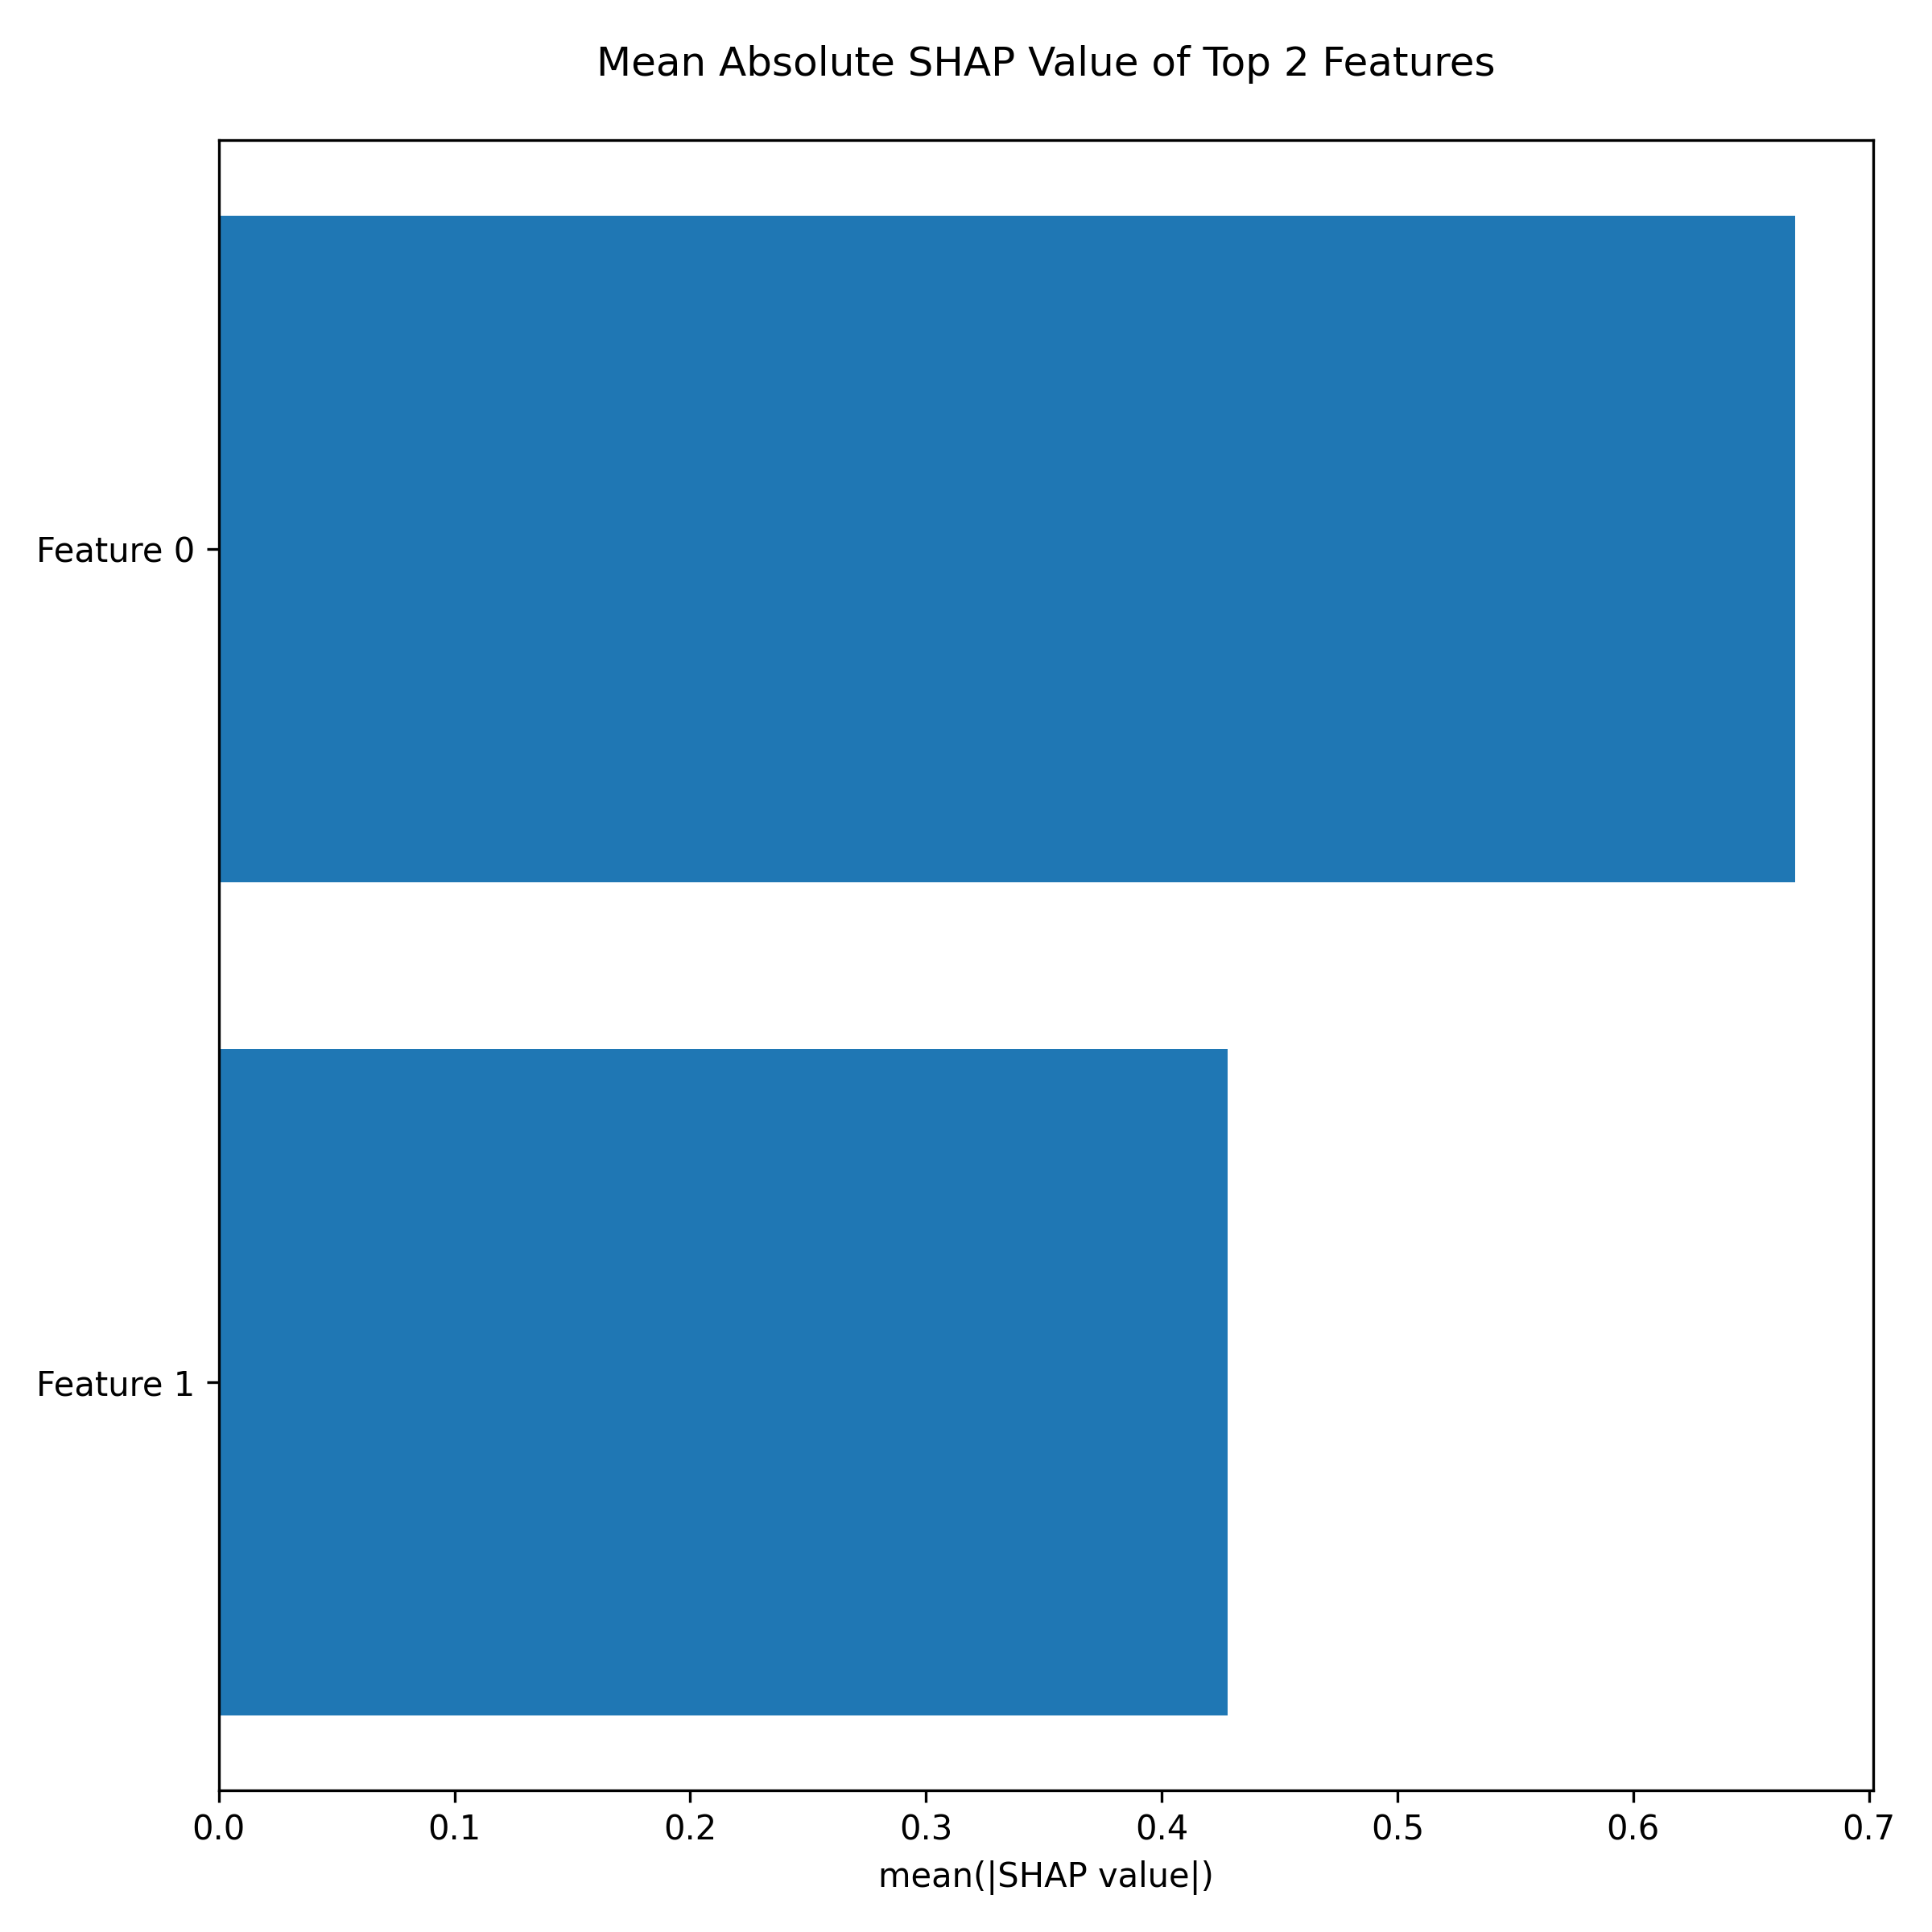 Mean Absolute SHAP Value of Top 2 Features
Feature 0
Feature 1
0.0 0.1 0.2 0.3 0.4 0.5 0.6 0.7
mean(|SHAP value|)